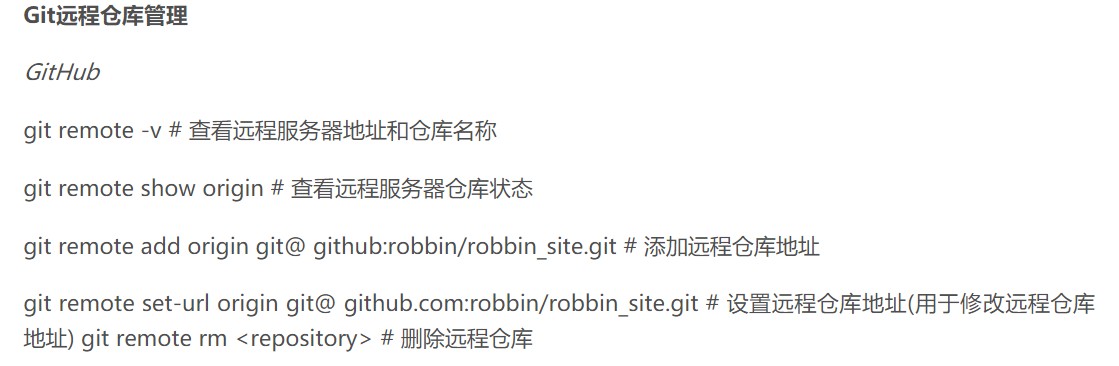 Git远程仓库管理
GitHub
git remote -v # 查看远程服务器地址和仓库名称
git remote show origin # 查看远程服务器仓库状态
git remote add origin git@ github:robbin/robbin_site.git # 添加远程仓库地址
git remote set-url origin git@ github.com:robbin/robbin_site.git # 设置远程仓库地址(用于修改远程仓库
地址) git remote rm <repository> # 删除远程仓库